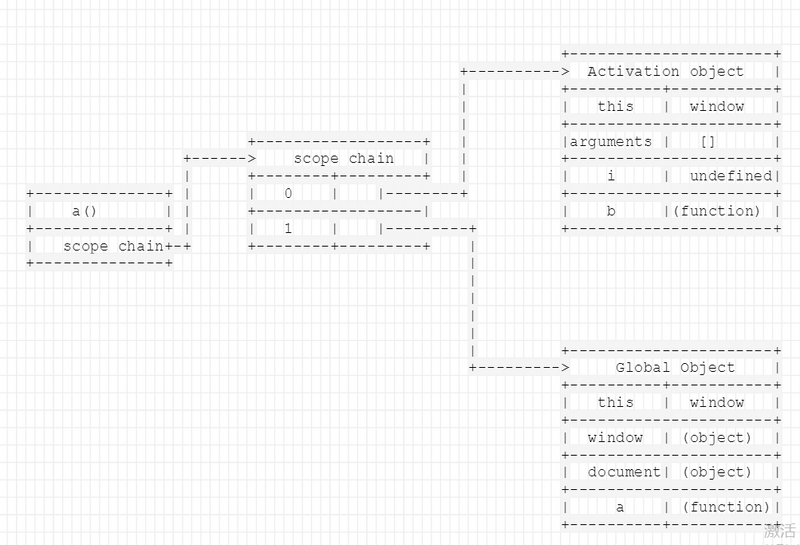 Activation object
this window
arguments []
i undefined
b (function)
scope chain
0
1
a()
scope chain
Global Object
this window
window (object)
document (object)
a (function)
激活